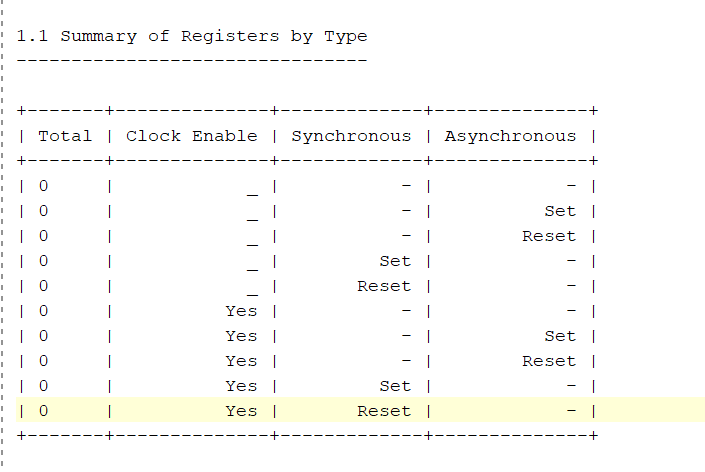 1.1 Summary of Registers by Type
--------------------------------
+-------+--------------+-------------+--------------+
| Total | Clock Enable | Synchronous | Asynchronous |
+-------+--------------+-------------+--------------+
| 0     |            _ |           - |            - |
| 0     |            _ |           - |          Set |
| 0     |            _ |           - |        Reset |
| 0     |            _ |         Set |            - |
| 0     |            _ |       Reset |            - |
| 0     |          Yes |           - |            - |
| 0     |          Yes |           - |          Set |
| 0     |          Yes |           - |        Reset |
| 0     |          Yes |         Set |            - |
| 0     |          Yes |       Reset |            - |
+-------+--------------+-------------+--------------+